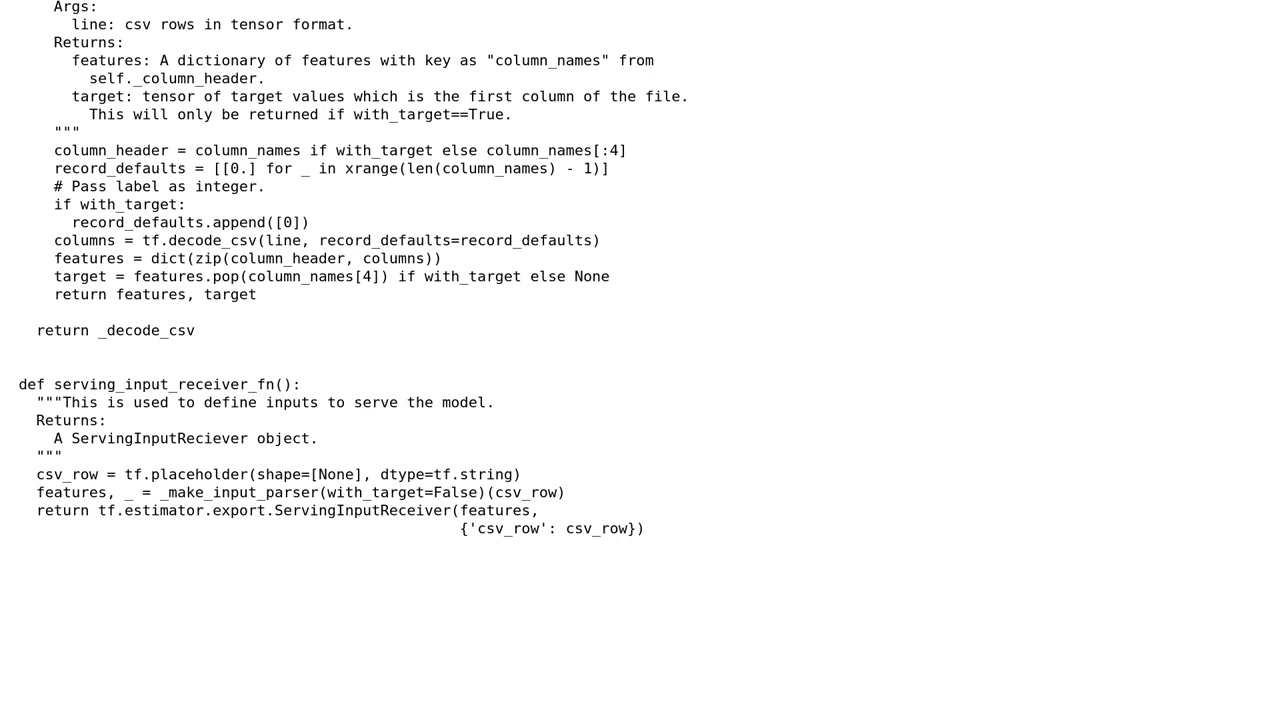 Args:
line: csv rows in tensor format.
Returns:
features: A dictionary of features with key as "column_names" from
self._column_header.
target: tensor of target values which is the first column of the file.
This will only be returned if with_target==True.
"""
column_header = column_names if with_target else column_names[:4]
record_defaults = [[0.] for _ in xrange(len(column_names) - 1)]
# Pass label as integer.
if with_target:
record_defaults.append([0])
columns = tf.decode_csv(line, record_defaults=record_defaults)
features = dict(zip(column_header, columns))
target = features.pop(column_names[4]) if with_target else None
return features, target
return _decode_csv
def serving_input_receiver_fn():
"""This is used to define inputs to serve the model.
Returns:
A ServingInputReciever object.
"""
csv_row = tf.placeholder(shape=[None], dtype=tf.string)
features, _ = _make_input_parser(with_target=False)(csv_row)
return tf.estimator.export.ServingInputReceiver(features,
{'csv_row': csv_row})